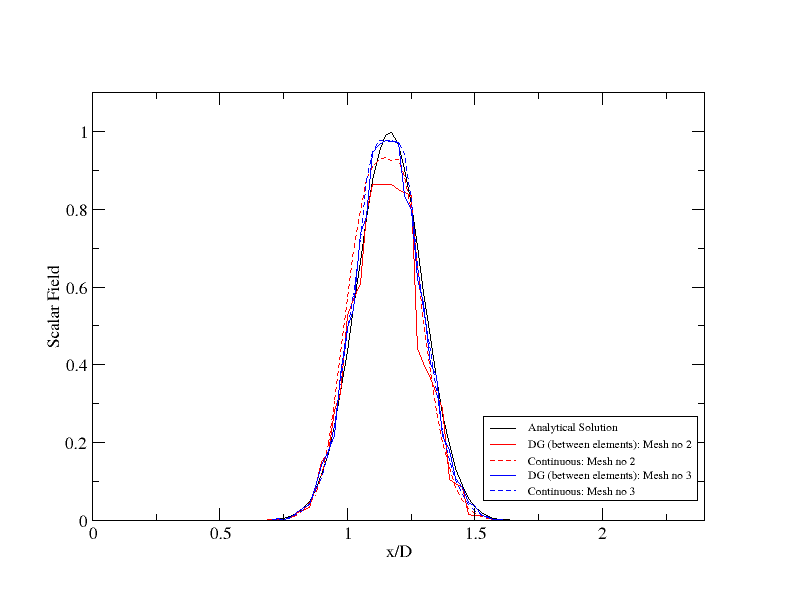 1
0.8
0.6
0.4
0.2
0
Scalar Field
0
0.5
1
1.5
2
x/D
Analytical Solution
DG (between elements): Mesh no 2
Continuous: Mesh no 2
DG (between elements): Mesh no 3
Continuous: Mesh no 3